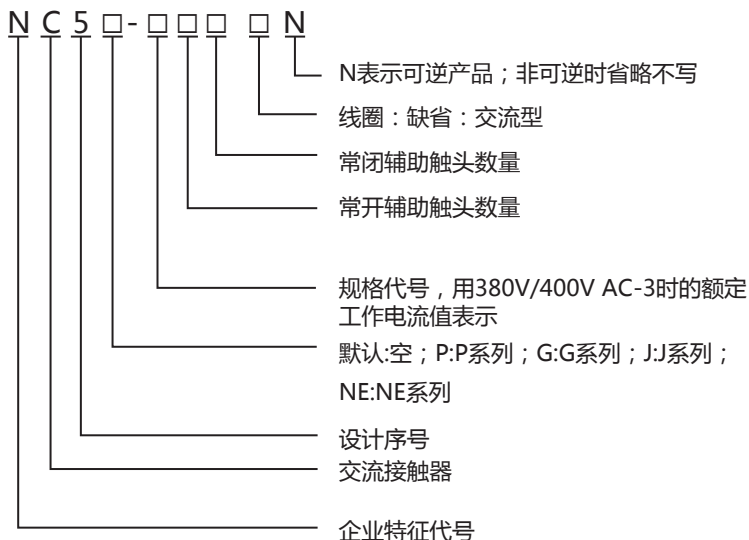 N C 5 □-□□□ □ N
N表示可逆产品；非可逆时省略不写
线圈：缺省：交流型
常闭辅助触头数量
常开辅助触头数量
规格代号，用380V/400V AC-3时的额定
工作电流值表示
默认:空；P:P系列；G:G系列；J:J系列；
NE:NE系列
设计序号
交流接触器
企业特征代号